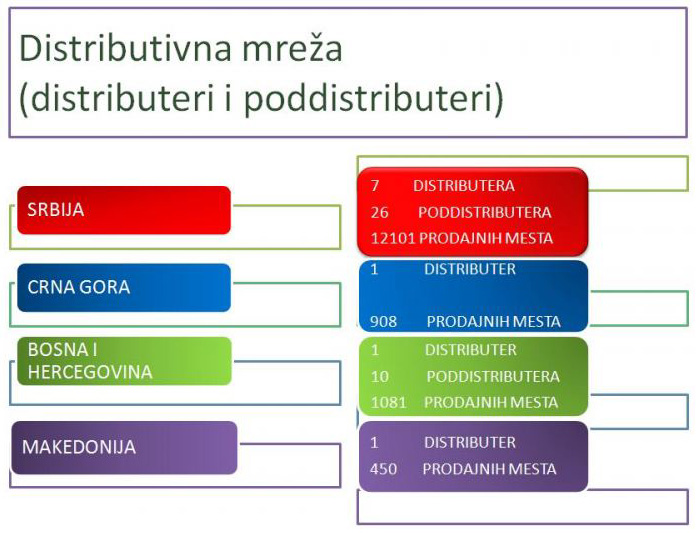 Distributivna mreža
(distributeri i poddistributeri)
SRBIJA
7 DISTRIBUTERA
26 PODDISTRIBUTERA
12101 PRODAJNIH MESTA
CRNA GORA
1 DISTRIBUTER
908 PRODAJNIH MESTA
BOSNA I
HERCEGOVINA
1 DISTRIBUTER
10 PODDISTRIBUTERA
1081 PRODAJNIH MESTA
MAKEDONIJA
1 DISTRIBUTER
450 PRODAJNIH MESTA